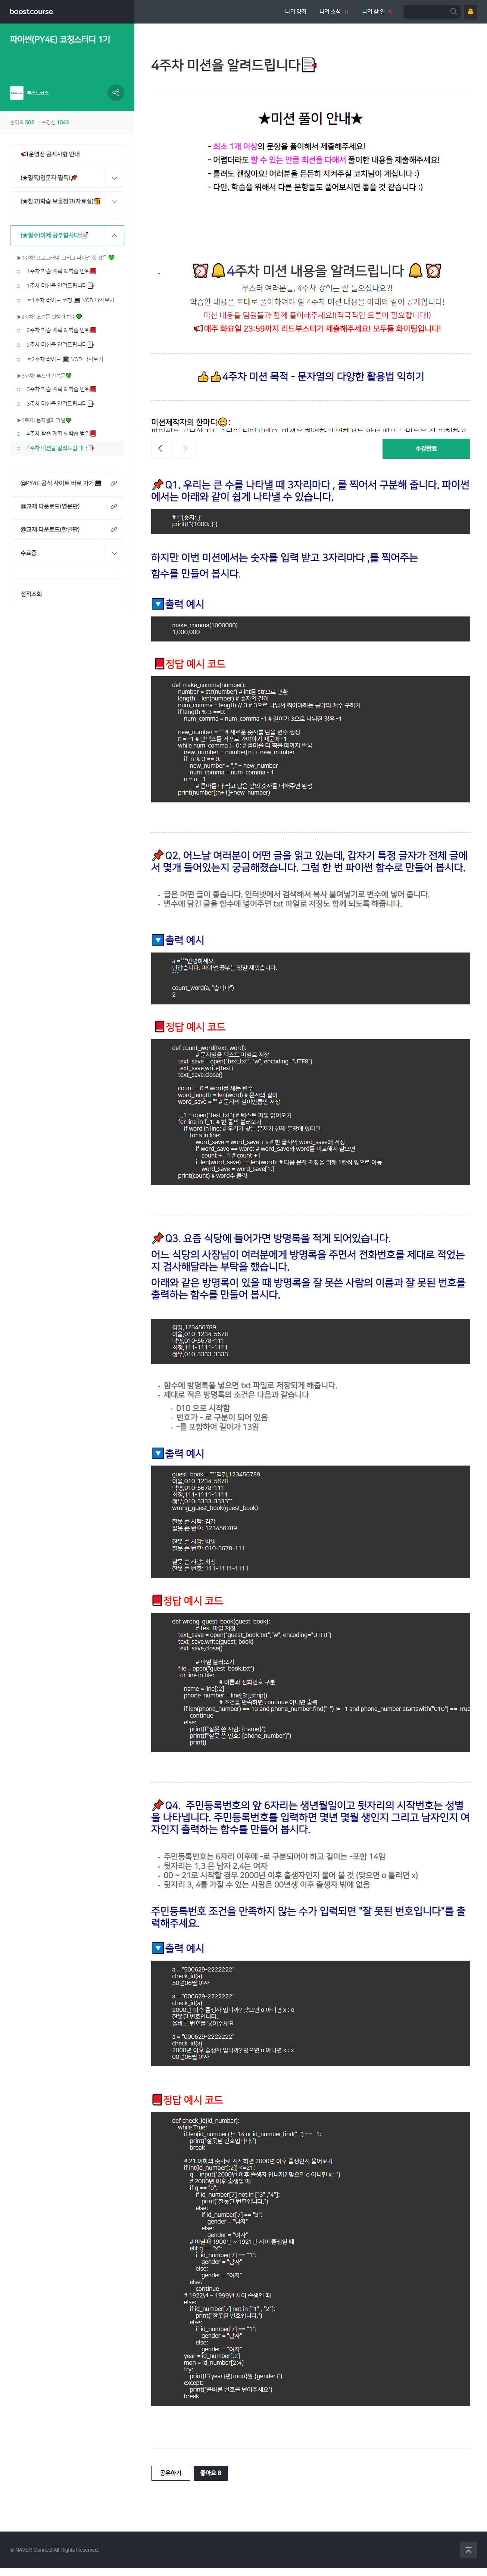 boostcourse
나의 강좌
나의 소식 0
나의 할 일 0
파이썬(PY4E) 코칭스터디 1기
부스트코스
좋아요 502
수강생 1043
📢운영전 공지사항 안내
(★필독)입문자 필독!📌
(★참고)학습 보물창고(자료실)🎁
(★필수)이제 공부합시다!📝
▶1주차: 프로그래밍, 그리고 파이썬 첫 걸음 💚
1주차 학습 계획 & 학습 범위📕
1주차 미션을 알려드립니다📑
☞1주차 라이브 코칭 💻 VOD 다시보기
▶2주차: 조건문 실행과 함수💚
2주차 학습 계획 & 학습 범위📕
2주차 미션을 알려드립니다📑
☞2주차 라이브 VOD 다시보기
▶3주차: 루프와 반복문💚
3주차 학습 계획 & 학습 범위📕
3주차 미션을 알려드립니다📑
▶4주차: 문자열과 파일💚
4주차 학습 계획 & 학습 범위📕
4주차 미션을 알려드립니다📑
@PY4E 공식 사이트 바로 가기💻
@교재 다운로드(영문판)
@교재 다운로드(한글판)
수료증
성적조회
4주차 미션을 알려드립니다📑
★미션 풀이 안내★
- 최소 1개 이상의 문항을 풀이해서 제출해주세요!
- 어렵더라도 할 수 있는 만큼 최선을 다해서 풀이한 내용을 제출해주세요!
- 틀려도 괜찮아요! 여러분을 든든히 지켜주실 코치님이 계십니다 :)
- 다만, 학습을 위해서 다른 문항들도 풀어보시면 좋을 것 같습니다 :)
⏰🔔4주차 미션 내용을 알려드립니다 🔔⏰
부스터 여러분들, 4주차 강의는 잘 들으셨나요?!
학습한 내용을 토대로 풀이하여야 할 4주차 미션 내용을 아래와 같이 공개합니다!
미션 내용을 팀원들과 함께 풀이해주세요!(적극적인 토론이 필요합니다!)
📢매주 화요일 23:59까지 리드부스터가 제출해주세요! 모두들 화이팅입니다!
👍👍4주차 미션 목적 - 문자열의 다양한 활용법 익히기
미션제작자의 한마디😀:
수강완료
📌Q1. 우리는 큰 수를 나타낼 때 3자리마다 , 를 찍어서 구분해 줍니다. 파이썬
에서는 아래와 같이 쉽게 나타낼 수 있습니다.
# f"{숫자:,}"
print(f"{1000:,}")
하지만 이번 미션에서는 숫자를 입력 받고 3자리마다 ,를 찍어주는
함수를 만들어 봅시다.
🔽출력 예시
make_comma(1000000)
1,000,000
📕정답 예시 코드
def make_comma(number):
number = str(number) # int를 str으로 변환
length = len(number) # 숫자의 길이
num_comma = length // 3 # 3으로 나눠서 찍어야하는 콤마의 개수 구하기
if length % 3 ==0:
num_comma = num_comma -1 # 길이가 3으로 나눠질 경우 -1
new_number = "" # 새로운 숫자를 담을 변수 생성
n = -1 # 인덱스를 거꾸로 가야하기 때문에 -1
while num_comma != 0: # 콤마를 다 찍을 때까지 반복
new_number = number[n] + new_number
if n % 3 == 0:
new_number = "," + new_number
num_comma = num_comma - 1
n = n - 1
# 콤마를 다 찍고 남은 앞의 숫자를 더해주면 완성
print(number[:n+1]+new_number)
📌Q2. 어느날 여러분이 어떤 글을 읽고 있는데, 갑자기 특정 글자가 전체 글에
서 몇개 들어있는지 궁금해졌습니다. 그럼 한 번 파이썬 함수로 만들어 봅시다.
글은 어떤 글이 좋습니다. 인터넷에서 검색해서 복사 붙여넣기로 변수에 넣어 줍니다.
변수에 담긴 글을 함수에 넣어주면 txt 파일로 저장도 함께 되도록 해줍니다.
🔽출력 예시
a ="""안녕하세요.
반갑습니다. 파이썬 공부는 정말 재밌습니다.
"""
count_word(a, "습니다")
2
📕정답 예시 코드
def count_word(text, word):
# 문자열을 텍스트 파일로 저장
text_save = open("text.txt", "w", encoding="UTF8")
text_save.write(text)
text_save.close()
count = 0 # word를 세는 변수
word_length = len(word) # 문자의 길이
word_save = "" # 문자의 길이만큼만 저장
f_1 = open("text.txt") # 텍스트 파일 읽어오기
for line in f_1: # 한 줄씩 불러오기
if word in line: # 우리가 찾는 문자가 현재 문장에 있다면
for s in line:
word_save = word_save + s # 한 글자씩 word_save에 저장
if word_save == word: # word_save와 word를 비교해서 같으면
count += 1 # count +1
if len(word_save) == len(word): # 다음 문자 저장을 위해 1칸씩 앞으로 이동
word_save = word_save[1:]
print(count) # word수 출력
📌Q3. 요즘 식당에 들어가면 방명록을 적게 되어있습니다.
어느 식당의 사장님이 여러분에게 방명록을 주면서 전화번호를 제대로 적었는
지 검사해달라는 부탁을 했습니다.
아래와 같은 방명록이 있을 때 방명록을 잘 못쓴 사람의 이름과 잘 못된 번호를
출력하는 함수를 만들어 봅시다.
김갑,123456789
이을,010-1234-5678
박병,010-5678-111
최정,111-1111-1111
정무,010-3333-3333
함수에 방명록을 넣으면 txt 파일로 저장되게 해줍니다.
제대로 적은 방명록의 조건은 다음과 같습니다
010 으로 시작함
번호가 - 로 구분이 되어 있음
-를 포함하여 길이가 13임
🔽출력 예시
guest_book = """김갑,123456789
이을,010-1234-5678
박병,010-5678-111
최정,111-1111-1111
정무,010-3333-3333"""
wrong_guest_book(guest_book)
잘못 쓴 사람: 김갑
잘못 쓴 번호: 123456789
잘못 쓴 사람: 박병
잘못 쓴 번호: 010-5678-111
잘못 쓴 사람: 최정
잘못 쓴 번호: 111-1111-1111
📕정답 예시 코드
def wrong_guest_book(guest_book):
# text 파일 저장
text_save = open("guest_book.txt","w", encoding="UTF8")
text_save.write(guest_book)
text_save.close()
# 파일 불러오기
file = open("guest_book.txt")
for line in file:
# 이름과 전화번호 구분
name = line[:2]
phone_number = line[3:].strip()
# 조건을 만족하면 continue 아니면 출력
if len(phone_number) == 13 and phone_number.find("-") != -1 and phone_number.startswith("010") == True
continue
else:
print(f"잘못 쓴 사람: {name}")
print(f"잘못 쓴 번호: {phone_number}")
print()
📌Q4. 주민등록번호의 앞 6자리는 생년월일이고 뒷자리의 시작번호는 성별
을 나타냅니다. 주민등록번호를 입력하면 몇년 몇월 생인지 그리고 남자인지 여
자인지 출력하는 함수를 만들어 봅시다.
주민등록번호는 6자리 이후에 -로 구분되어야 하고 길이는 -포함 14임
뒷자리는 1,3 은 남자 2,4는 여자
00 ~ 21로 시작할 경우 2000년 이후 출생자인지 물어 볼 것 (맞으면 o 틀리면 x)
뒷자리 3, 4를 가질 수 있는 사람은 00년생 이후 출생자 밖에 없음
주민등록번호 조건을 만족하지 않는 수가 입력되면 "잘 못된 번호입니다"를 출
력해주세요.
🔽출력 예시
a = "500629-2222222"
check_id(a)
50년06월 여자
a = "000629-2222222"
check_id(a)
2000년 이후 출생자 입니까? 맞으면 o 아니면 x : o
잘못된 번호입니다.
올바른 번호를 넣어주세요
a = "000629-2222222"
check_id(a)
2000년 이후 출생자 입니까? 맞으면 o 아니면 x : x
00년06월 여자
📕정답 예시 코드
def check_id(id_number):
while True:
if len(id_number) != 14 or id_number.find("-") == -1:
print("잘못된 번호입니다.")
break
# 21 이하의 숫자로 시작하면 2000년 이후 출생인지 물어보기
if int(id_number[:2]) <=21:
q = input("2000년 이후 출생자 입니까? 맞으면 o 아니면 x : ")
# 2000년 이후 출생일 때
if q == "o":
if id_number[7] not in ["3" ,"4"]:
print("잘못된 번호입니다.")
else:
if id_number[7] == "3":
gender = "남자"
else:
gender = "여자"
# 아닐때 1900년 ~ 1921년 사이 출생일 때
elif q == "x":
if id_number[7] == "1":
gender = "남자"
else:
gender = "여자"
else:
continue
# 1922년 ~ 1999년 사이 출생일 때
else:
if id_number[7] not in ["1" , "2"]:
print("잘못된 번호입니다.")
else:
if id_number[7] == "1":
gender = "남자"
else:
gender = "여자"
year = id_number[:2]
mon = id_number[2:4]
try:
print(f"{year}년{mon}월 {gender}")
except:
print("올바른 번호를 넣어주세요")
break
공유하기
좋아요 8
© NAVER Connect All Rights Reserved.